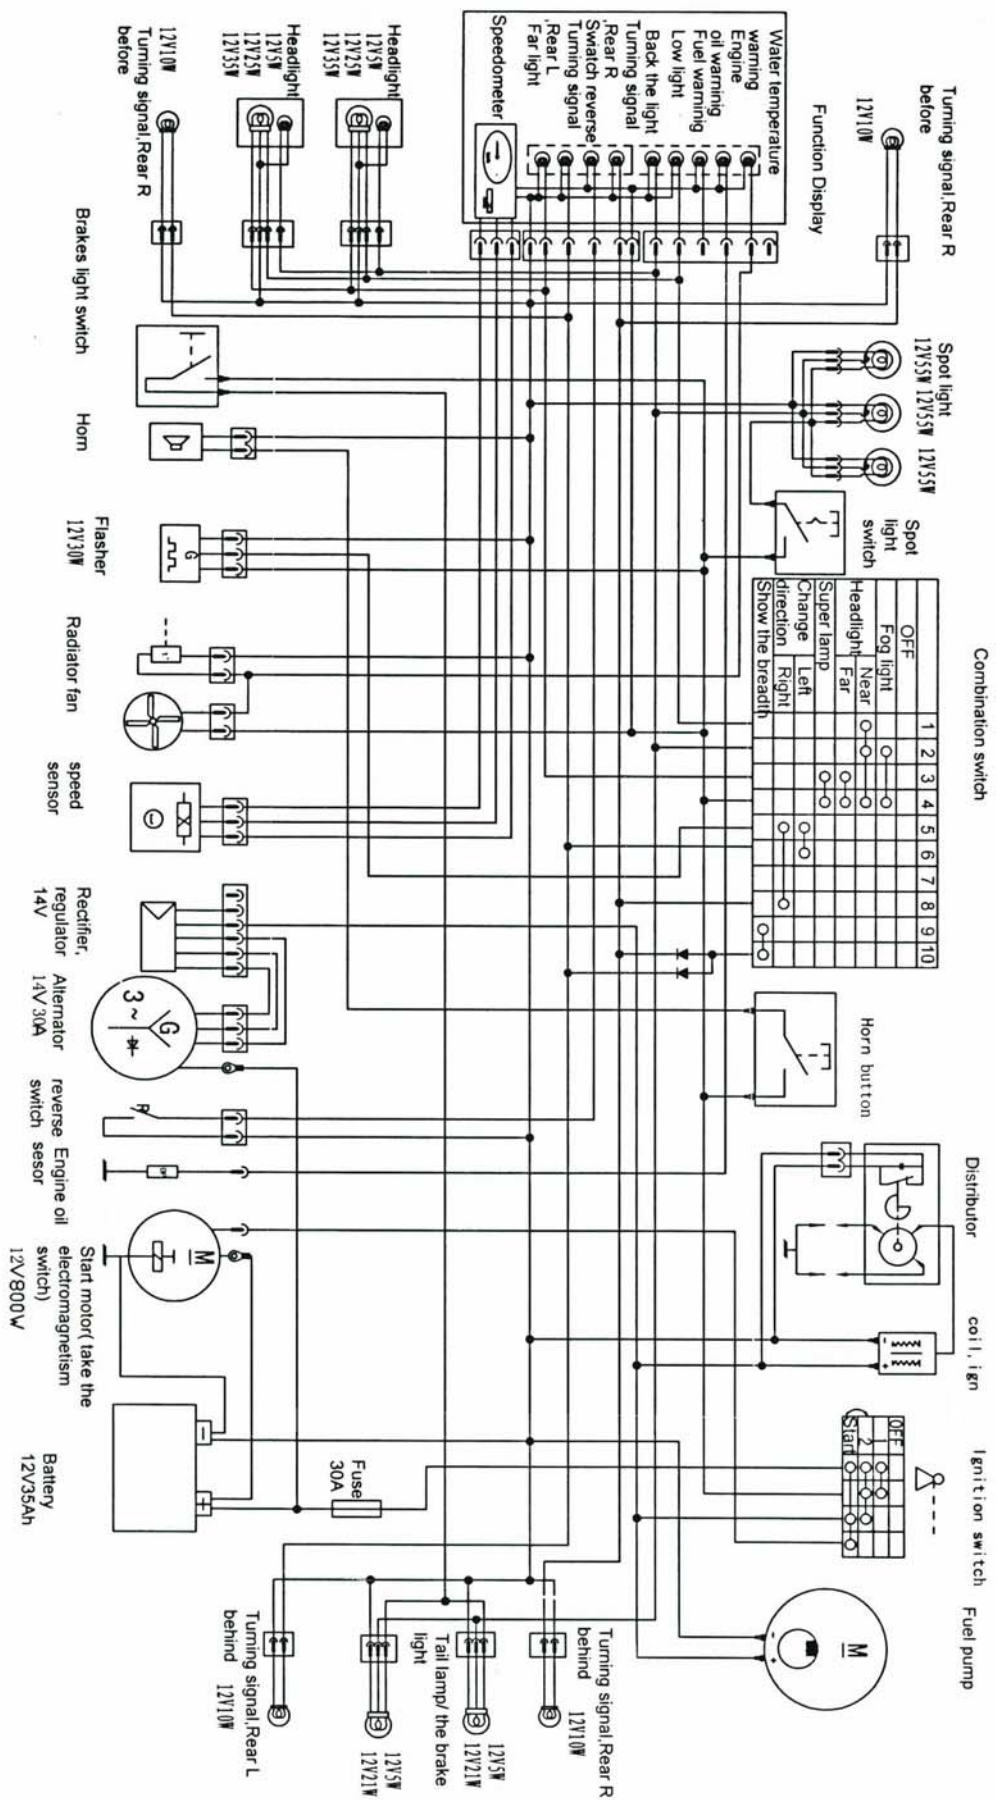 Turning signal,Rear R
before
12V10W
Spot light
12V55W 12V55W 12V55W
Spot
light
switch
Combination switch
OFF
Fog light
Headlight
Near
Far
Super lamp
Change
direction
Left
Right
Show the breadth
1 2 3 4 5 6 7 8 9 10
Horn button
Distributor
coil, ign
- +
Ignition switch
OFF
1
2
Start
Fuel pump
M
- +
Function Display
Water temperature
warning
Engine
oil warninig
Fuel warninig
Low light
Back the light
Turning signal
,Rear R
Swiatch reverse
Turning signal
,Rear L
Far light
Speedometer
Headlight
12V5W
12V25W
12V35W
Headlight
12V5W
12V25W
12V35W
12V10W
Turning signal,Rear R
before
Brakes light switch
Horn
Flasher
12V30W
G
Radiator fan
t°
speed
sensor
Rectifier,
regulator
14V
Alternator
14V30A
3~
G
reverse
switch
Engine oil
sesor
Start motor( take the
electromagnetism
switch)
12V800W
M
Battery
12V35Ah
- +
Fuse
30A
Turning signal,Rear L
behind 12V10W
Tail lamp/ the brake
light
12V5W
12V21W
12V5W
12V21W
Turning signal,Rear R
behind
12V10W